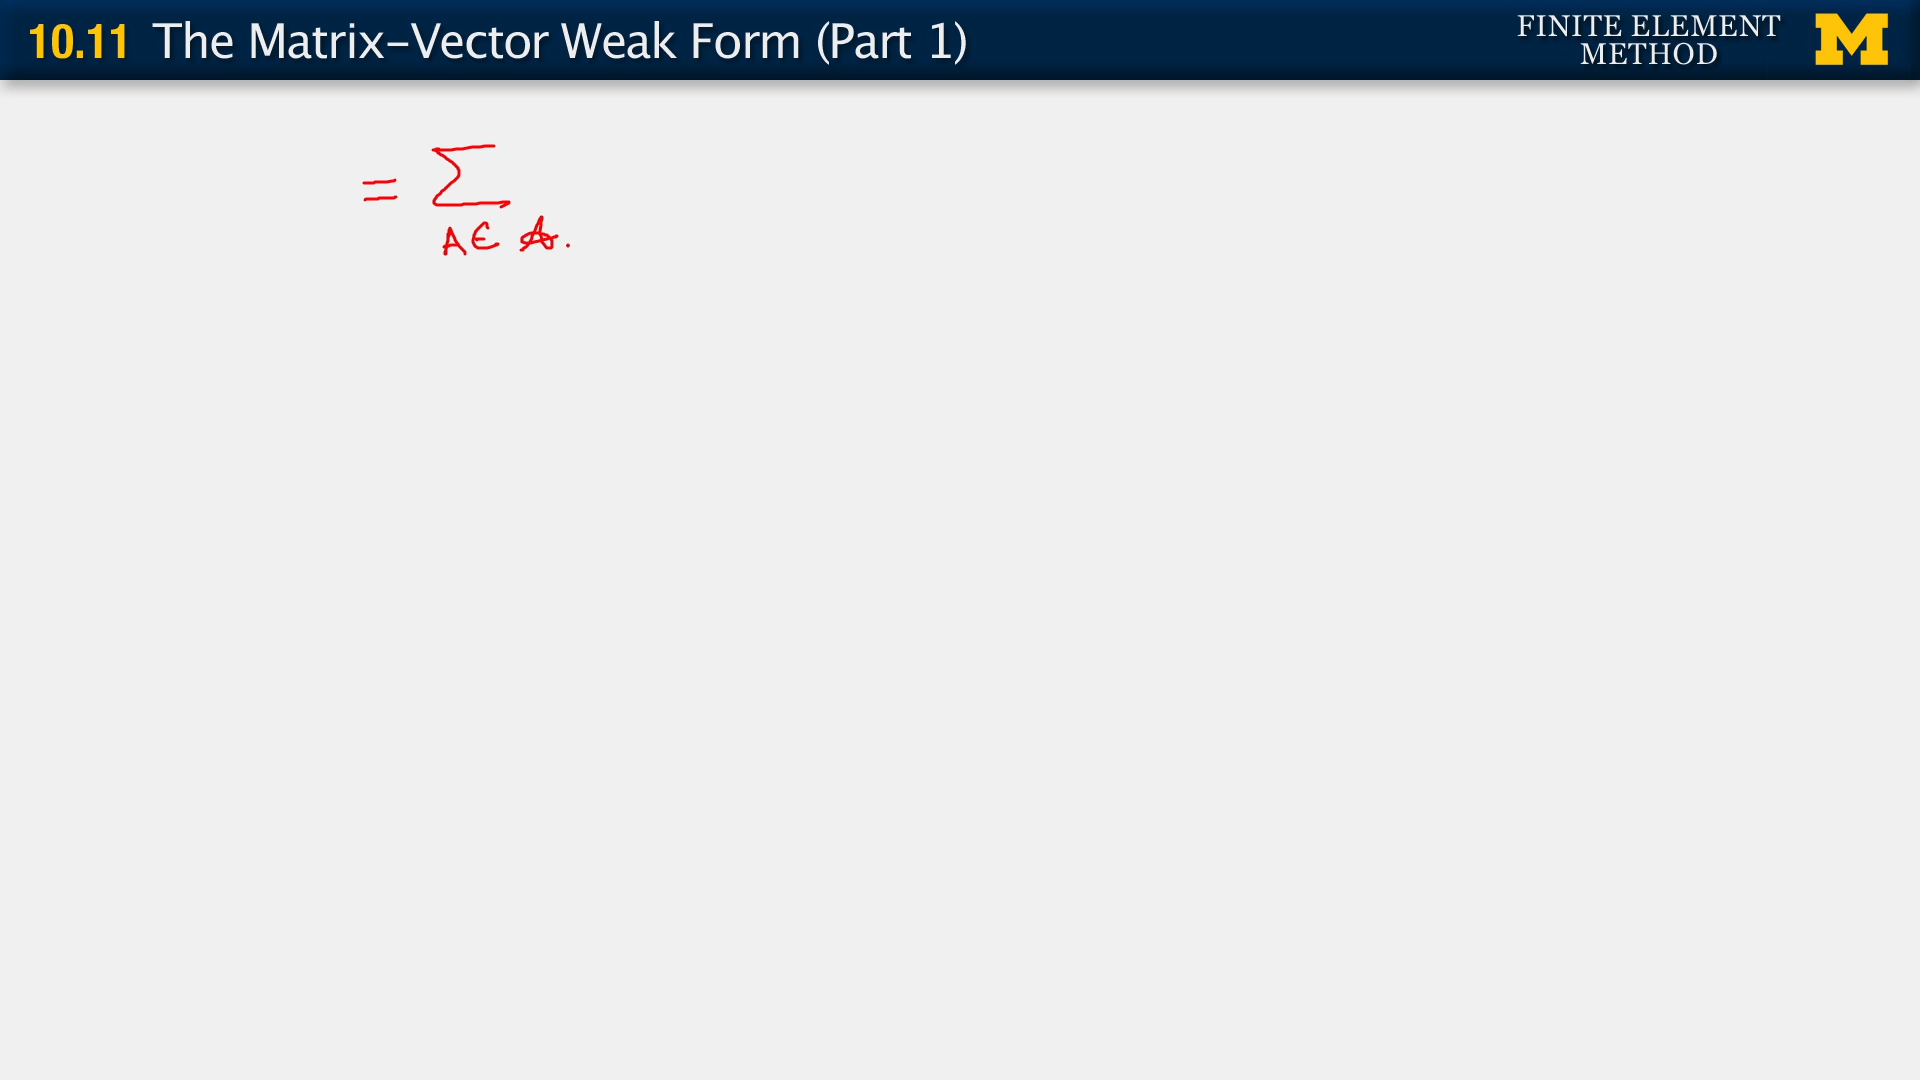 10.11 The Matrix–Vector Weak Form (Part 1)
FINITE ELEMENT
METHOD
M
= Σ
A ∈ 𝒜.